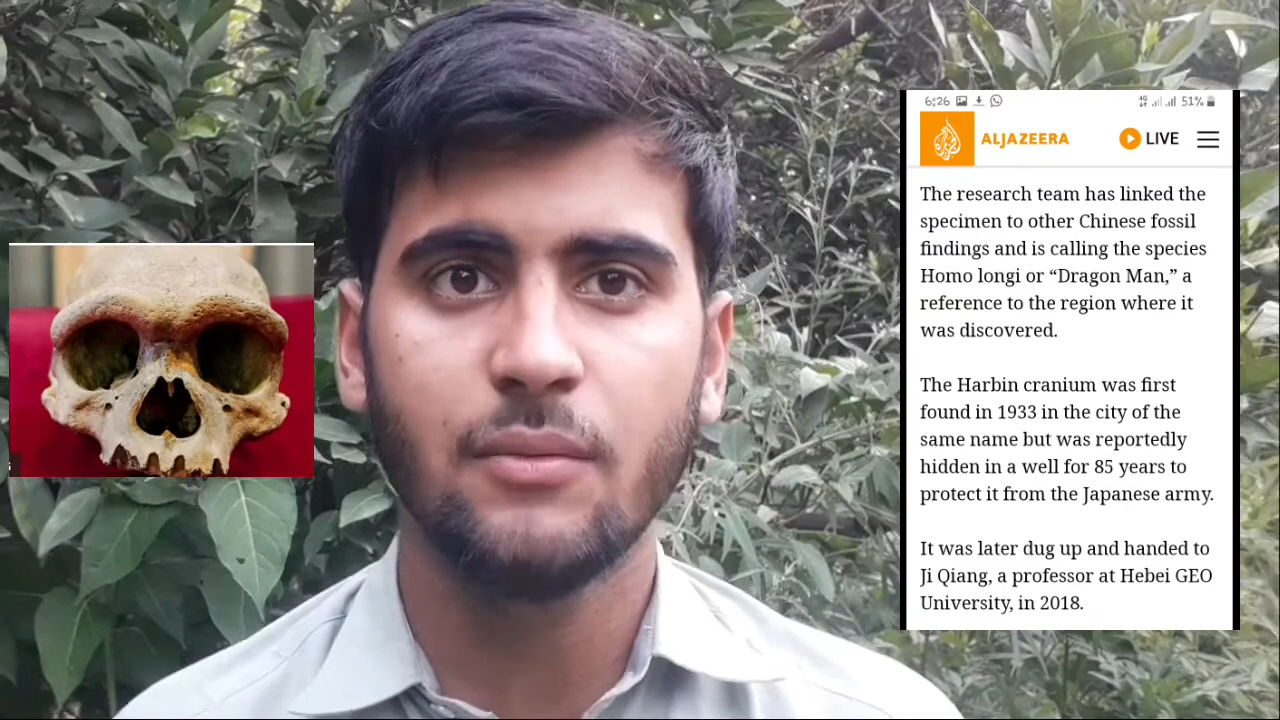 6:26
4G
51%
ALJAZEERA
LIVE
The research team has linked the
specimen to other Chinese fossil
findings and is calling the species
Homo longi or “Dragon Man,” a
reference to the region where it
was discovered.
The Harbin cranium was first
found in 1933 in the city of the
same name but was reportedly
hidden in a well for 85 years to
protect it from the Japanese army.
It was later dug up and handed to
Ji Qiang, a professor at Hebei GEO
University, in 2018.